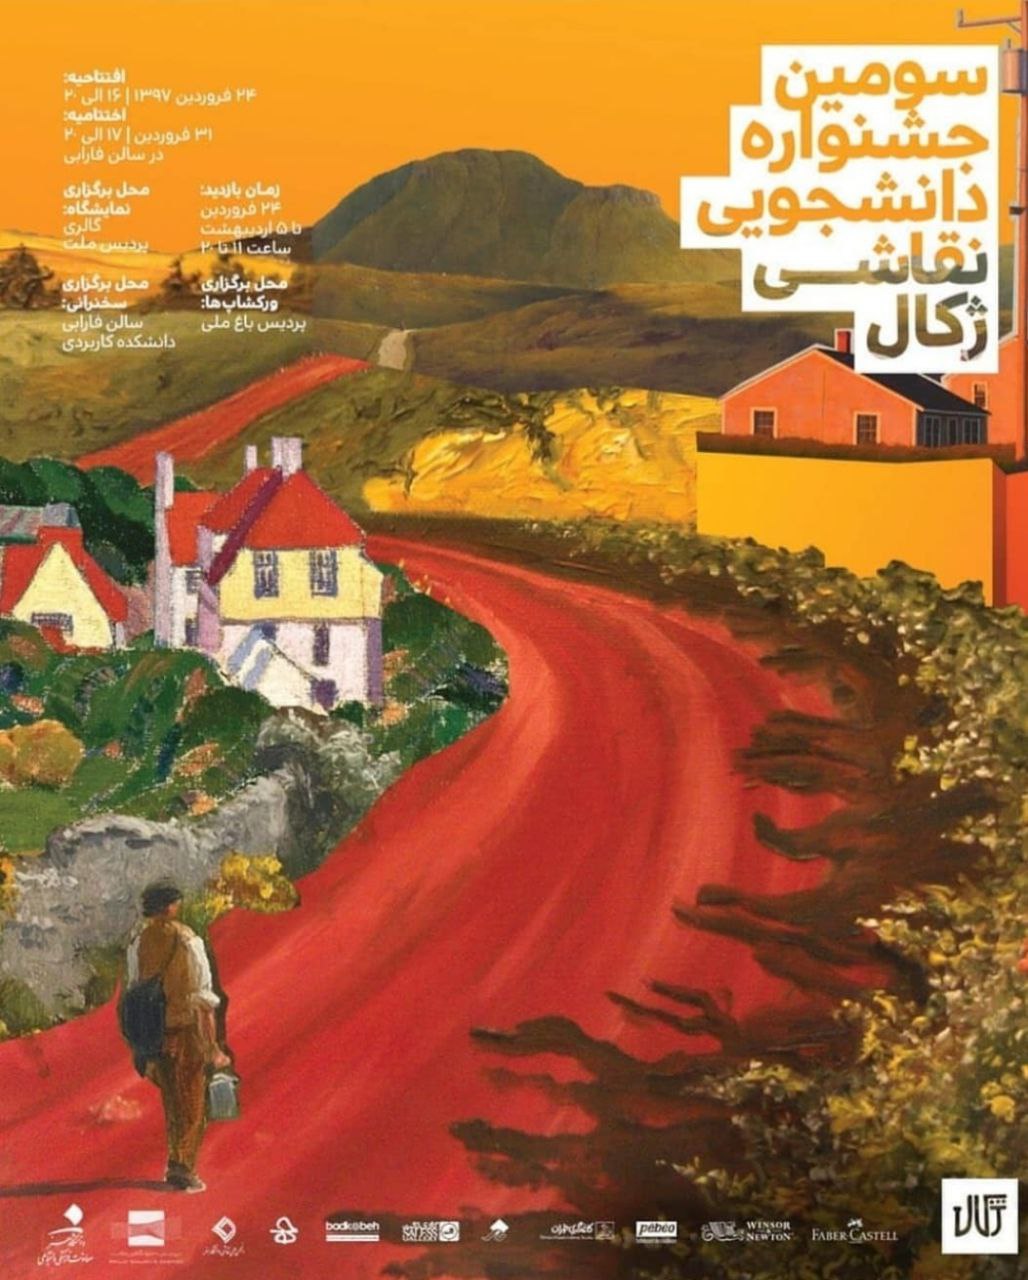 سومین
جشنواره
دانشجویی
نقاشی
ژکال
افتتاحیه:
۲۴ فروردین ۱۳۹۷ | ۱۶ الی ۲۰
اختتامیه:
۳۱ فروردین | ۱۷ الی ۲۰
در سالن فارابی
زمان بازدید:
۲۴ فروردین
تا ۵ اردیبهشت
ساعت ۱۱ تا ۲۰
محل برگزاری
نمایشگاه:
گالری
پردیس ملت
محل برگزاری
ورکشاپ‌ها:
پردیس باغ ملی
محل برگزاری
سخنرانی:
سالن فارابی
دانشکده کاربردی
badkobeh
SALESS
pébéo
WINSOR
& NEWTON
FABER-CASTELL
ژکال